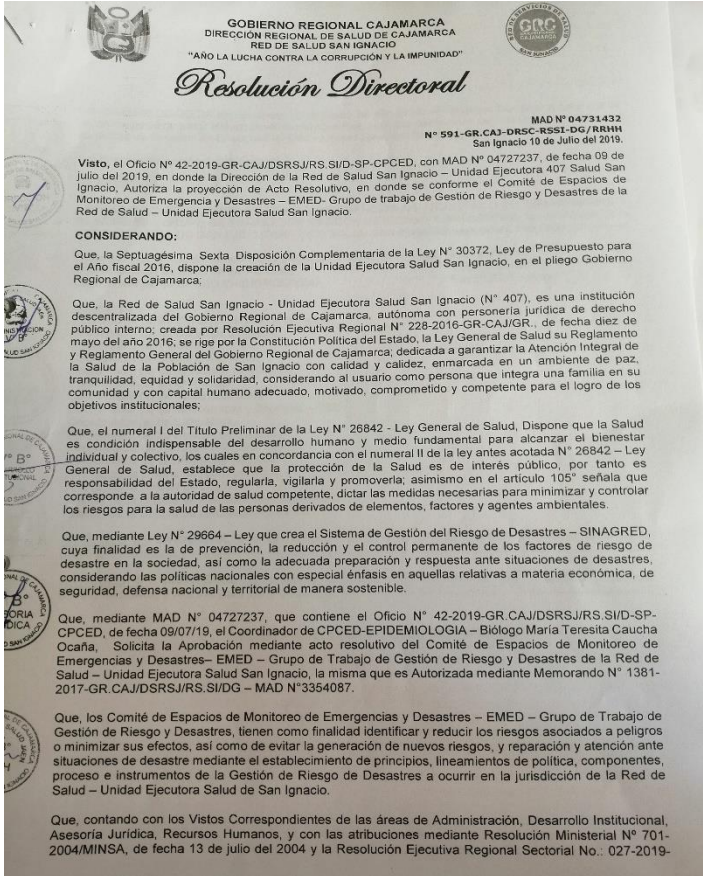 GOBIERNO REGIONAL CAJAMARCA
DIRECCIÓN REGIONAL DE SALUD DE CAJAMARCA
RED DE SALUD SAN IGNACIO
"AÑO LA LUCHA CONTRA LA CORRUPCIÓN Y LA IMPUNIDAD"
GRC
CAJAMARCA
SAN IGNACIO
Resolución Directoral
MAD Nº 04731432
Nº 591-GR.CAJ-DRSC-RSSI-DG/RRHH
San Ignacio 10 de Julio del 2019.
Visto, el Oficio Nº 42-2019-GR-CAJ/DSRSJ/RS.SI/D-SP-CPCED, con MAD Nº 04727237, de fecha 09 de
julio del 2019, en donde la Dirección de la Red de Salud San Ignacio – Unidad Ejecutora 407 Salud San
Ignacio, Autoriza la proyección de Acto Resolutivo, en donde se conforme el Comité de Espacios de
Monitoreo de Emergencia y Desastres – EMED- Grupo de trabajo de Gestión de Riesgo y Desastres de la
Red de Salud – Unidad Ejecutora Salud San Ignacio.
CONSIDERANDO:
Que, la Septuagésima Sexta Disposición Complementaria de la Ley N° 30372, Ley de Presupuesto para
el Año fiscal 2016, dispone la creación de la Unidad Ejecutora Salud San Ignacio, en el pliego Gobierno
Regional de Cajamarca;
Que, la Red de Salud San Ignacio - Unidad Ejecutora Salud San Ignacio (N° 407), es una institución
descentralizada del Gobierno Regional de Cajamarca, autónoma con personería jurídica de derecho
público interno; creada por Resolución Ejecutiva Regional N° 228-2016-GR-CAJ/GR., de fecha diez de
mayo del año 2016; se rige por la Constitución Política del Estado, la Ley General de Salud su Reglamento
y Reglamento General del Gobierno Regional de Cajamarca; dedicada a garantizar la Atención Integral de
la Salud de la Población de San Ignacio con calidad y calidez, enmarcada en un ambiente de paz,
tranquilidad, equidad y solidaridad, considerando al usuario como persona que integra una familia en su
comunidad y con capital humano adecuado, motivado, comprometido y competente para el logro de los
objetivos institucionales;
Que, el numeral I del Título Preliminar de la Ley N° 26842 - Ley General de Salud, Dispone que la Salud
es condición indispensable del desarrollo humano y medio fundamental para alcanzar el bienestar
individual y colectivo, los cuales en concordancia con el numeral II de la ley antes acotada N° 26842 – Ley
General de Salud, establece que la protección de la Salud es de interés público, por tanto es
responsabilidad del Estado, regularla, vigilarla y promoverla; asimismo en el artículo 105° señala que
corresponde a la autoridad de salud competente, dictar las medidas necesarias para minimizar y controlar
los riesgos para la salud de las personas derivados de elementos, factores y agentes ambientales.
Que, mediante Ley N° 29664 – Ley que crea el Sistema de Gestión del Riesgo de Desastres – SINAGRED,
cuya finalidad es la de prevención, la reducción y el control permanente de los factores de riesgo de
desastre en la sociedad, así como la adecuada preparación y respuesta ante situaciones de desastres,
considerando las políticas nacionales con especial énfasis en aquellas relativas a materia económica, de
seguridad, defensa nacional y territorial de manera sostenible.
Que, mediante MAD N° 04727237, que contiene el Oficio N° 42-2019-GR.CAJ/DSRSJ/RS.SI/D-SP-
CPCED, de fecha 09/07/19, el Coordinador de CPCED-EPIDEMIOLOGIA – Biólogo María Teresita Caucha
Ocaña, Solicita la Aprobación mediante acto resolutivo del Comité de Espacios de Monitoreo de
Emergencias y Desastres– EMED – Grupo de Trabajo de Gestión de Riesgo y Desastres de la Red de
Salud – Unidad Ejecutora Salud San Ignacio, la misma que es Autorizada mediante Memorando N° 1381-
2017-GR.CAJ/DSRSJ/RS.SI/DG – MAD N°3354087.
Que, los Comité de Espacios de Monitoreo de Emergencias y Desastres – EMED – Grupo de Trabajo de
Gestión de Riesgo y Desastres, tienen como finalidad identificar y reducir los riesgos asociados a peligros
o minimizar sus efectos, así como de evitar la generación de nuevos riesgos, y reparación y atención ante
situaciones de desastre mediante el establecimiento de principios, lineamientos de política, componentes,
proceso e instrumentos de la Gestión de Riesgo de Desastres a ocurrir en la jurisdicción de la Red de
Salud – Unidad Ejecutora Salud de San Ignacio.
Que, contando con los Vistos Correspondientes de las áreas de Administración, Desarrollo Institucional,
Asesoría Jurídica, Recursos Humanos, y con las atribuciones mediante Resolución Ministerial Nº 701-
2004/MINSA, de fecha 13 de julio del 2004 y la Resolución Ejecutiva Regional Sectorial No.: 027-2019-